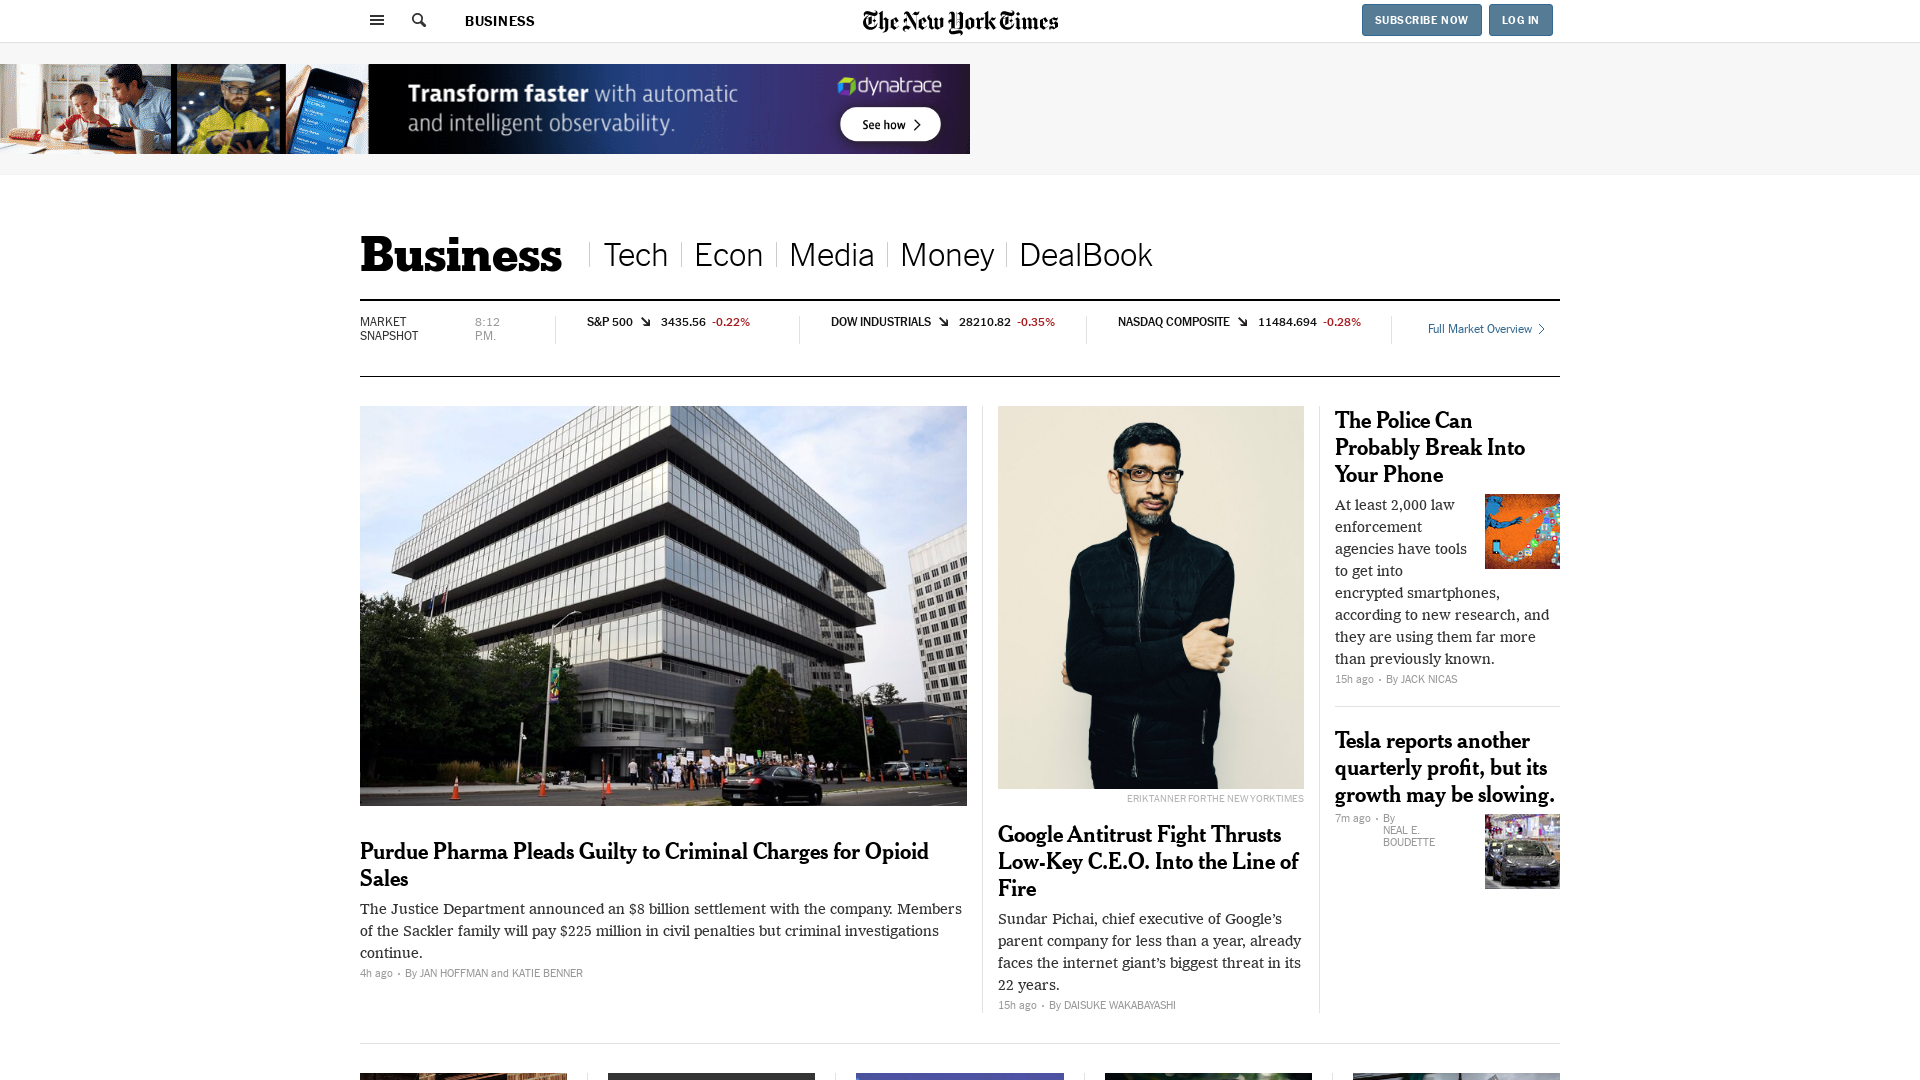 BUSINESS
The New York Times
SUBSCRIBE NOW
LOG IN
Transform faster with automatic
and intelligent observability.
dynatrace
See how
Business
Tech
Econ
Media
Money
DealBook
MARKET
SNAPSHOT
8:12
P.M.
S&P 500 3435.56 -0.22%
DOW INDUSTRIALS 28210.82 -0.35%
NASDAQ COMPOSITE 11484.694 -0.28%
Full Market Overview
Purdue Pharma Pleads Guilty to Criminal Charges for Opioid
Sales
The Justice Department announced an $8 billion settlement with the company. Members
of the Sackler family will pay $225 million in civil penalties but criminal investigations
continue.
4h ago • By JAN HOFFMAN and KATIE BENNER
ERIK TANNER FOR THE NEW YORK TIMES
Google Antitrust Fight Thrusts
Low-Key C.E.O. Into the Line of
Fire
Sundar Pichai, chief executive of Google’s
parent company for less than a year, already
faces the internet giant’s biggest threat in its
22 years.
15h ago • By DAISUKE WAKABAYASHI
The Police Can
Probably Break Into
Your Phone
At least 2,000 law
enforcement
agencies have tools
to get into
encrypted smartphones,
according to new research, and
they are using them far more
than previously known.
15h ago • By JACK NICAS
Tesla reports another
quarterly profit, but its
growth may be slowing.
7m ago • By
NEAL E.
BOUDETTE